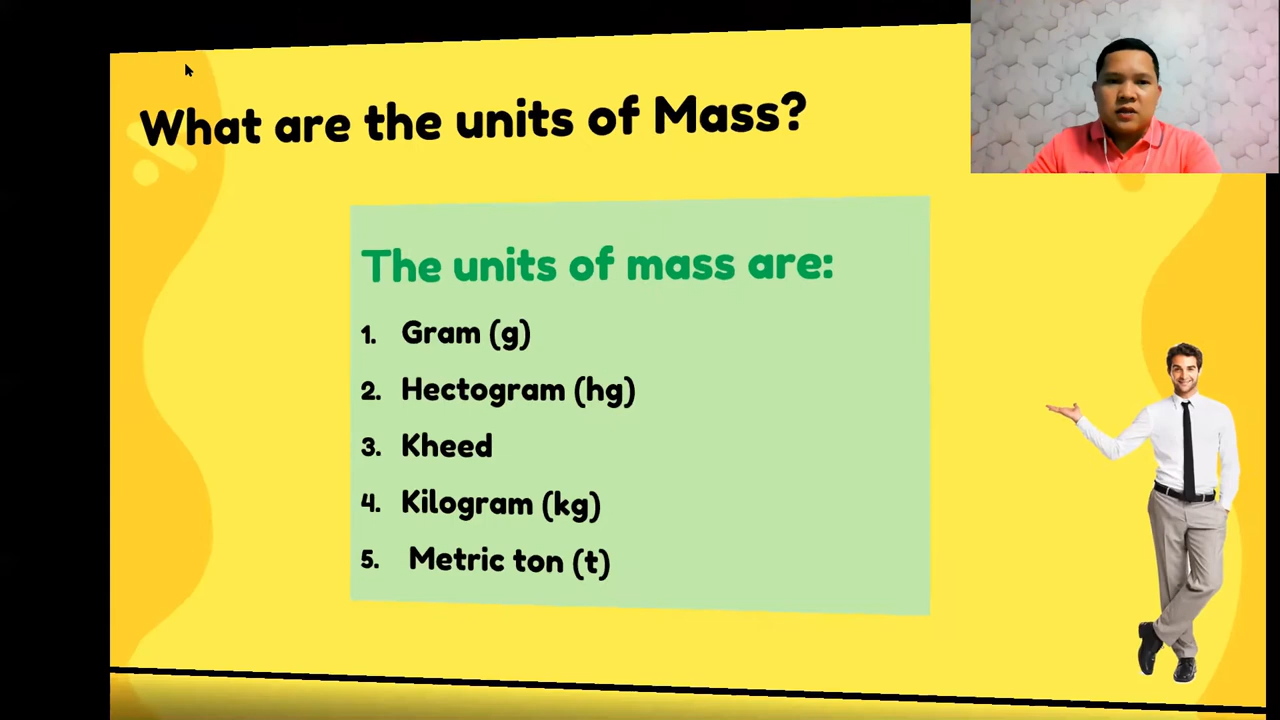 What are the units of Mass?
The units of mass are:
1. Gram (g)
2. Hectogram (hg)
3. Kheed
4. Kilogram (kg)
5. Metric ton (t)